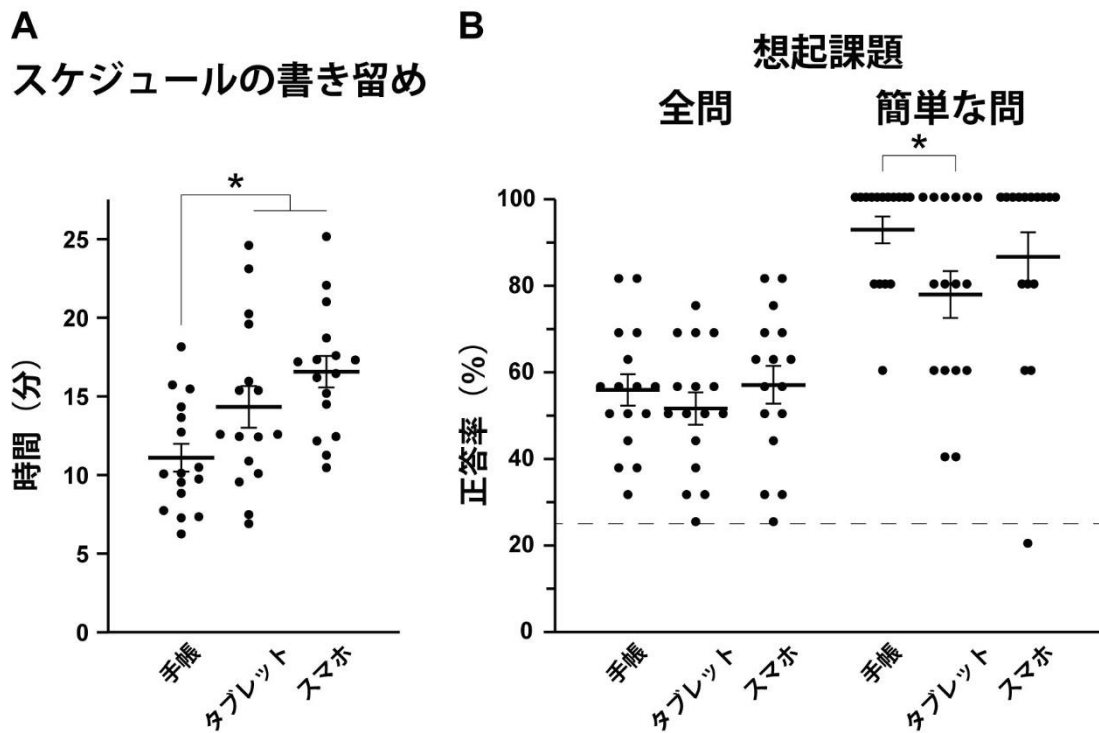 A
スケジュールの書き留め
*
時間（分）
25
20
15
10
5
0
手帳
タブレット
スマホ
B
想起課題
全問
簡単な問
*
正答率（%）
100
80
60
40
20
0
手帳
タブレット
スマホ
手帳
タブレット
スマホ